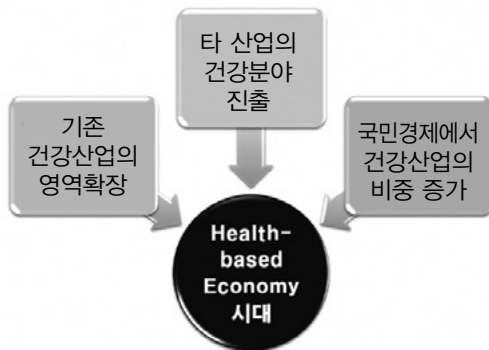 타 산업의
건강분야
진출
기존
건강산업의
영역확장
국민경제에서
건강산업의
비중 증가
Health-
based
Economy
시대